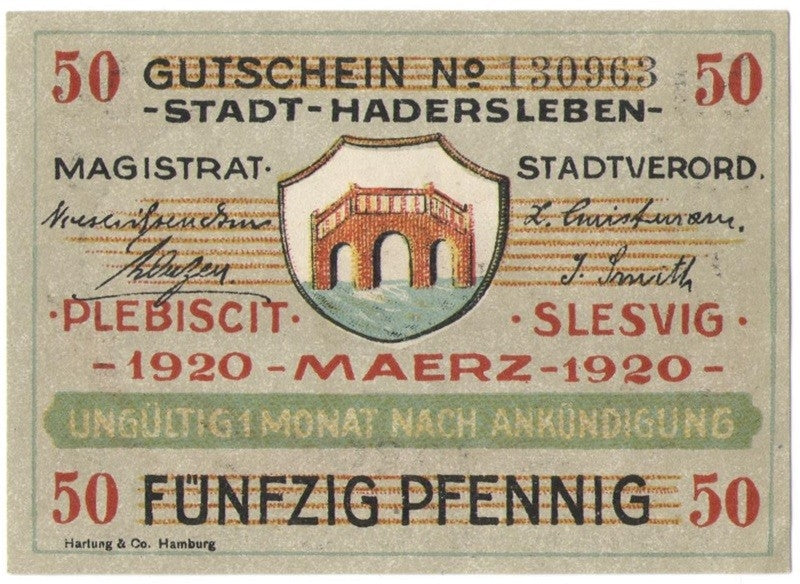 50 GUTSCHEIN No 130963 50
-STADT-HADERSLEBEN-
MAGISTRAT· STADTVERORD.
J. Smith
·PLEBISCIT· ·SLESVIG·
-1920-MAERZ-1920-
UNGÜLTIG 1 MONAT NACH ANKÜNDIGUNG
50 FÜNFZIG PFENNIG 50
Hartung & Co. Hamburg